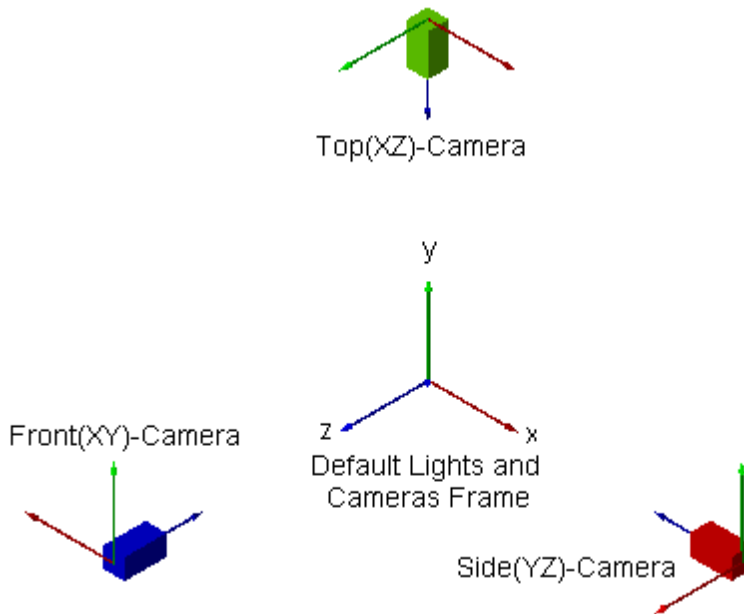 Top(XZ)-Camera
y
Front(XY)-Camera
z
x
Default Lights and
Cameras Frame
Side(YZ)-Camera